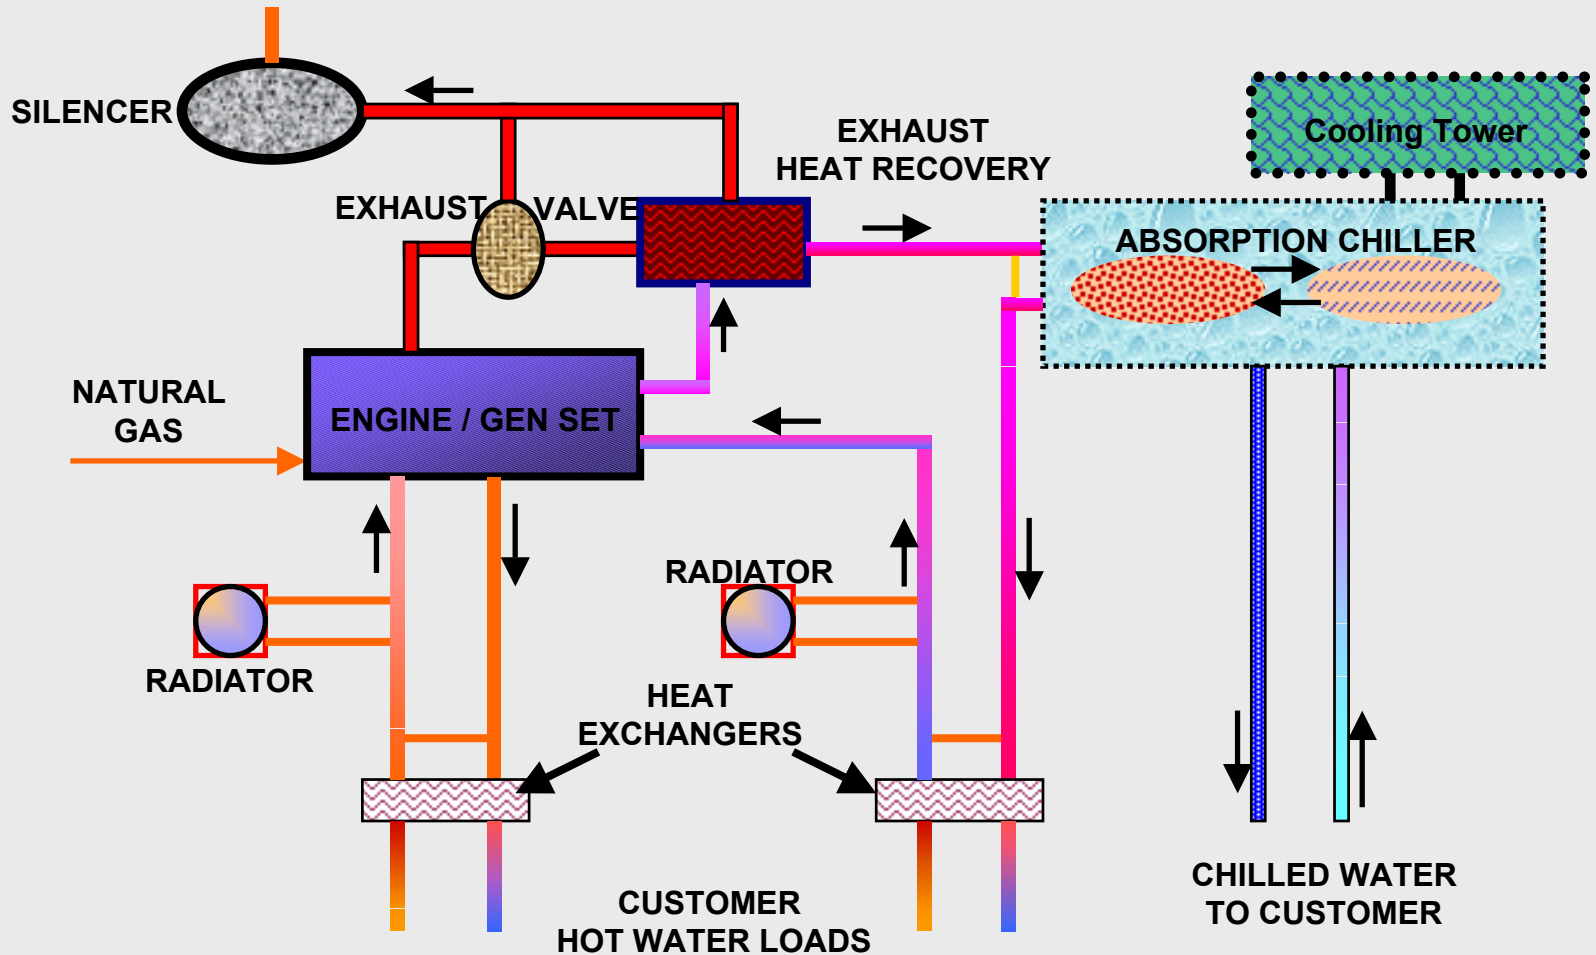 SILENCER
EXHAUST
HEAT RECOVERY
Cooling Tower
EXHAUST VALVE
ABSORPTION CHILLER
NATURAL
GAS
ENGINE / GEN SET
RADIATOR
RADIATOR
HEAT
EXCHANGERS
CUSTOMER
HOT WATER LOADS
CHILLED WATER
TO CUSTOMER